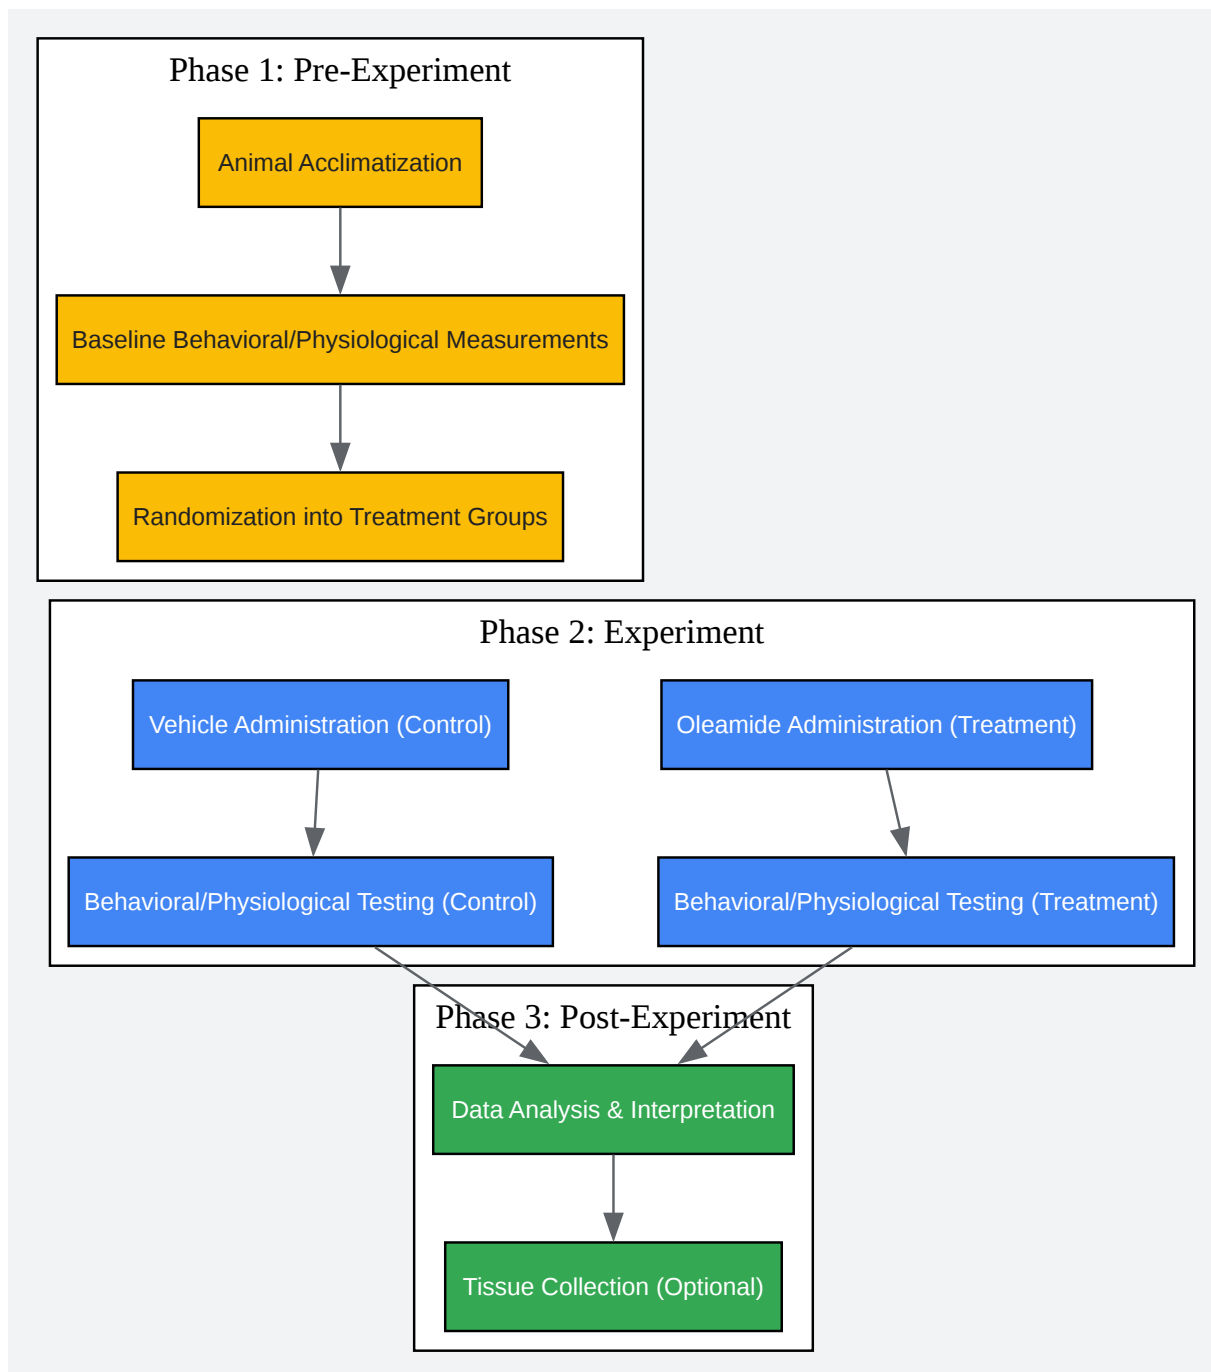 Phase 1: Pre-Experiment
Animal Acclimatization
Baseline Behavioral/Physiological Measurements
Randomization into Treatment Groups
Phase 2: Experiment
Vehicle Administration (Control)
Oleamide Administration (Treatment)
Behavioral/Physiological Testing (Control)
Behavioral/Physiological Testing (Treatment)
Phase 3: Post-Experiment
Data Analysis & Interpretation
Tissue Collection (Optional)